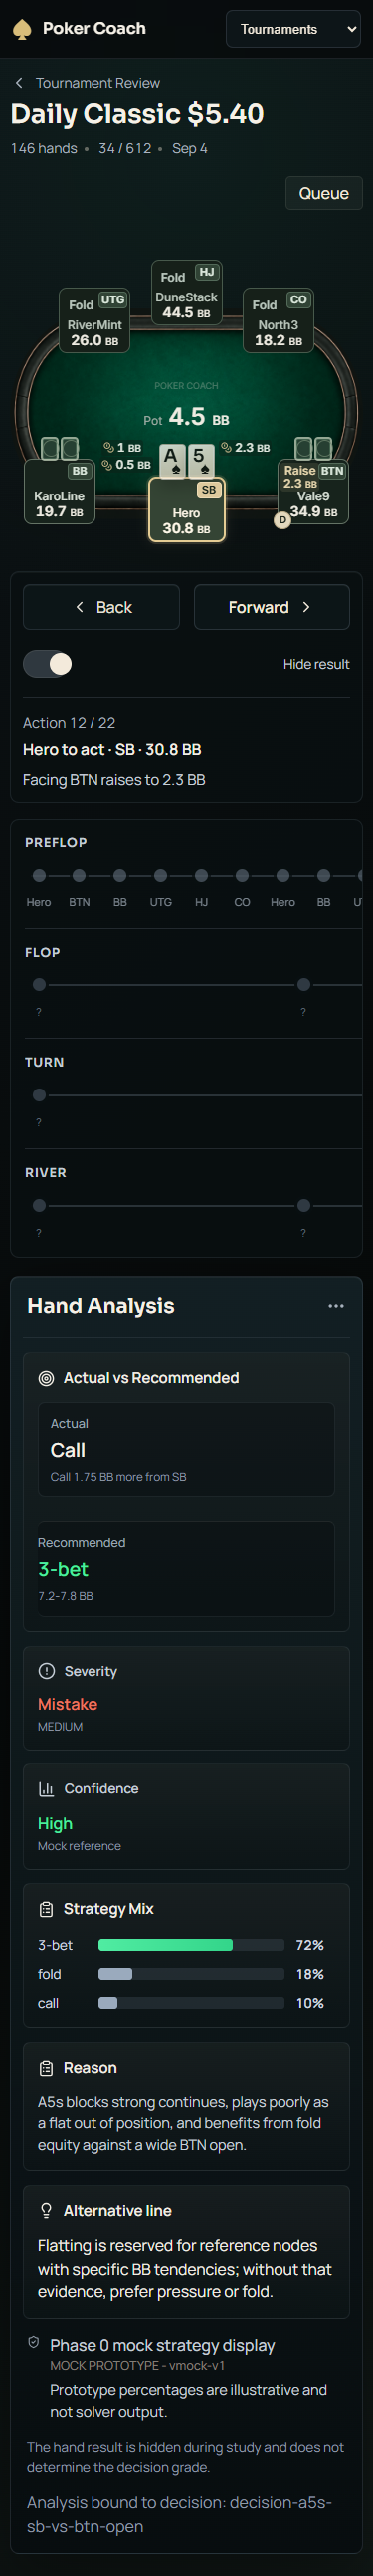 Poker Coach
Tournaments
Tournament Review
Daily Classic $5.40
146 hands • 34 / 612 • Sep 4
Queue
Fold HJ
DuneStack
44.5 BB
Fold UTG
RiverMint
26.0 BB
Fold CO
North3
18.2 BB
POKER COACH
Pot 4.5 BB
1 BB
0.5 BB
2.3 BB
A 5
BB
KaroLine
19.7 BB
SB
Hero
30.8 BB
Raise BTN
2.3 BB
Vale9
34.9 BB
D
Back
Forward
Hide result
Action 12 / 22
Hero to act · SB · 30.8 BB
Facing BTN raises to 2.3 BB
PREFLOP
Hero BTN BB UTG HJ CO Hero BB U
FLOP
? ?
TURN
?
RIVER
? ?
Hand Analysis
Actual vs Recommended
Actual
Call
Call 1.75 BB more from SB
Recommended
3-bet
7.2-7.8 BB
Severity
Mistake
MEDIUM
Confidence
High
Mock reference
Strategy Mix
3-bet 72%
fold 18%
call 10%
Reason
A5s blocks strong continues, plays poorly as
a flat out of position, and benefits from fold
equity against a wide BTN open.
Alternative line
Flatting is reserved for reference nodes
with specific BB tendencies; without that
evidence, prefer pressure or fold.
Phase 0 mock strategy display
MOCK PROTOTYPE - vmock-v1
Prototype percentages are illustrative and
not solver output.
The hand result is hidden during study and does not
determine the decision grade.
Analysis bound to decision: decision-a5s-
sb-vs-btn-open